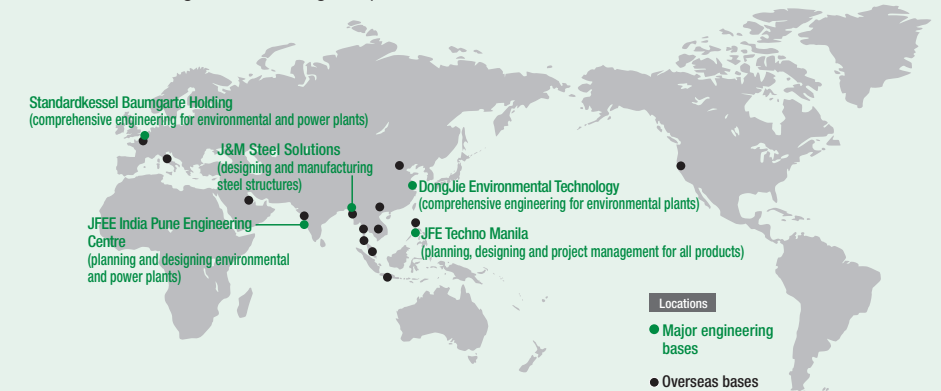 Standardkessel Baumgarte Holding
(comprehensive engineering for environmental and power plants)
J&M Steel Solutions
(designing and manufacturing
steel structures)
DongJie Environmental Technology
(comprehensive engineering for environmental plants)
JFEE India Pune Engineering
Centre
(planning and designing environmental
and power plants)
JFE Techno Manila
(planning, designing and project management for all products)
Locations
Major engineering
bases
Overseas bases